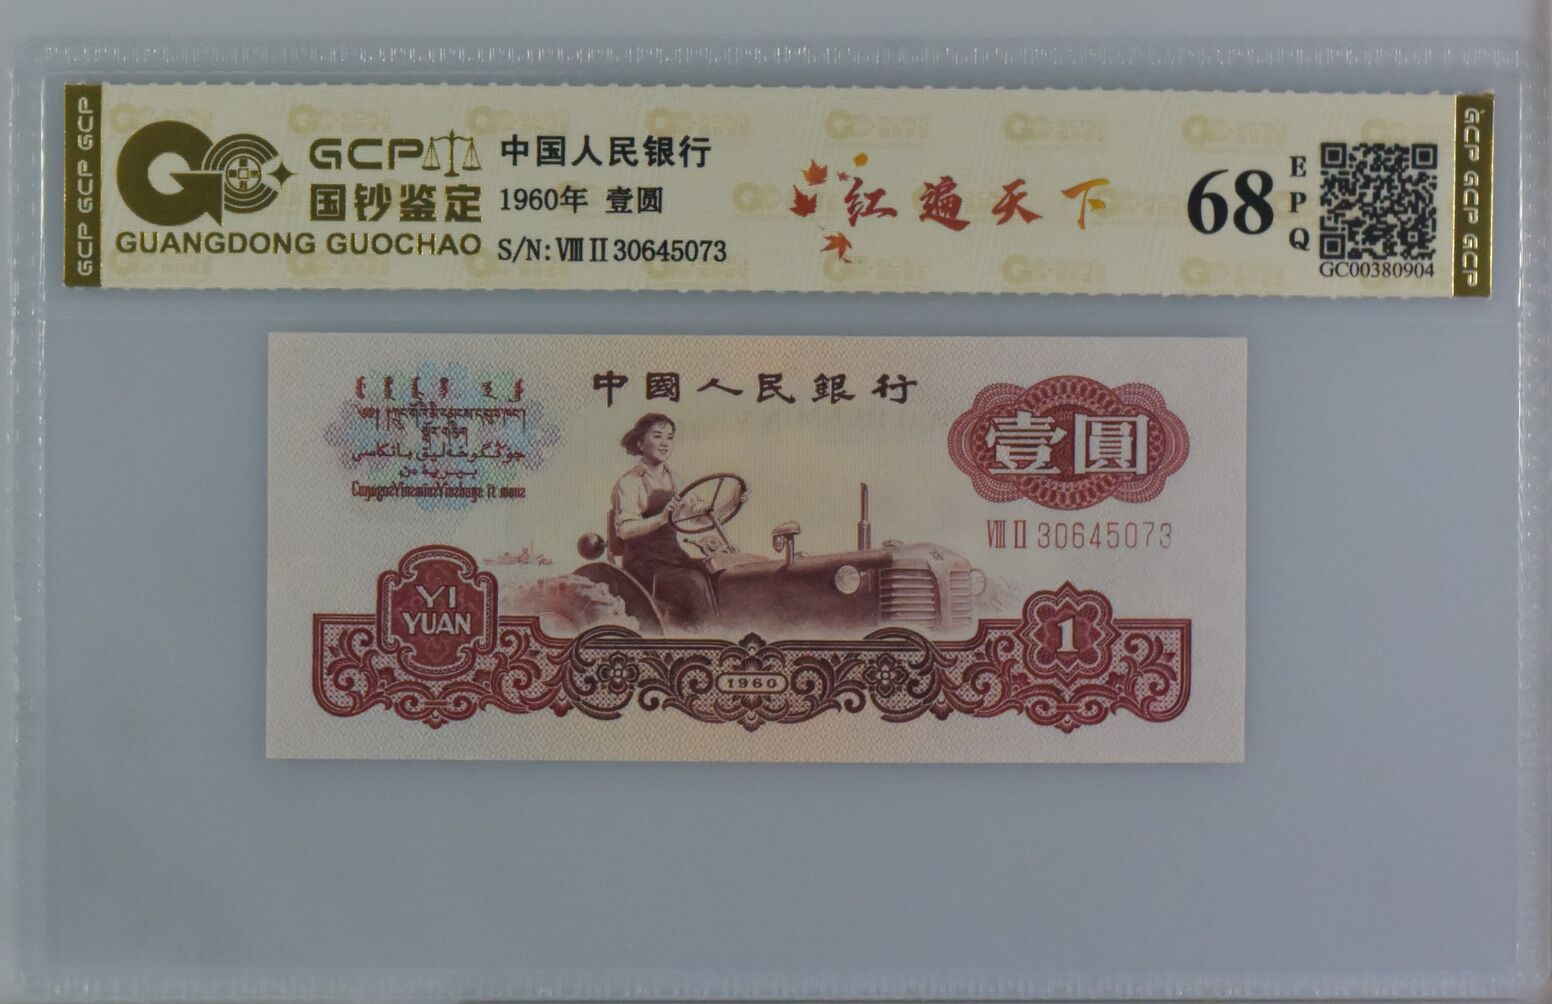 GCP GCP GCP
GCP
国钞鉴定
GUANGDONG GUOCHAO
中国人民银行
1960年 壹圆
S/N: Ⅷ Ⅱ 30645073
红遍天下
68
EPQ
GC00380904
GCP GCP GCP
中國人民銀行
壹圓
Ⅷ Ⅱ 30645073
YI
YUAN
1960
1